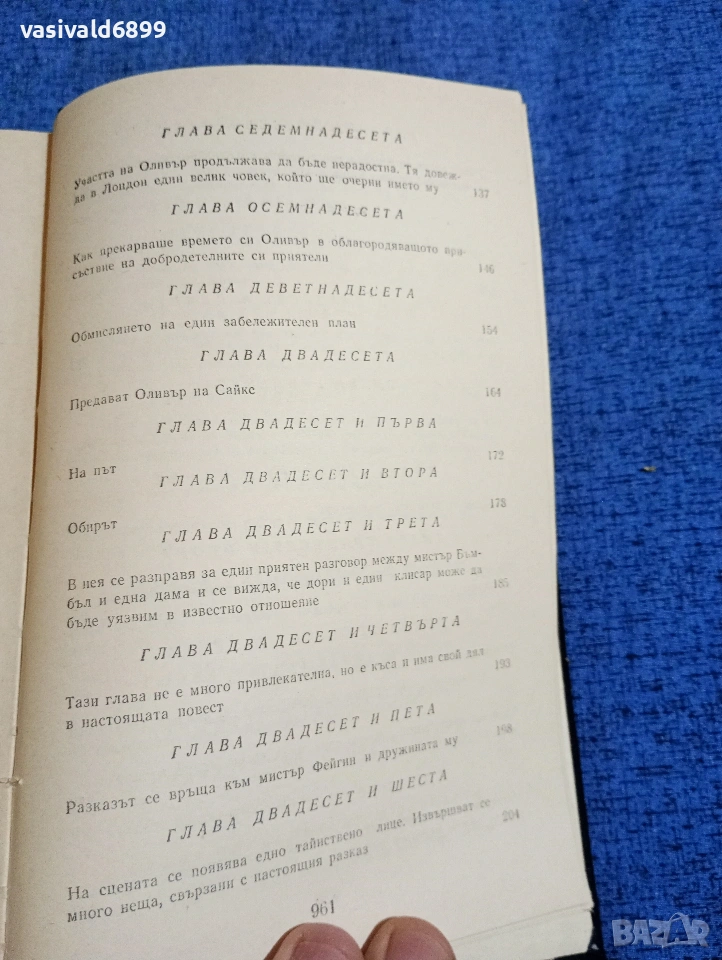 vasivald6899
ГЛАВА СЕДЕМНАДЕСЕТА
Участта на Оливър продължава да бъде нерадостна. Тя довеж-
да в Лондон един велик човек, който ще очерни името му 137
ГЛАВА ОСЕМНАДЕСЕТА
Как прекарваше времето си Оливър в облагородяващото при-
съствие на добродетелните си приятели 146
ГЛАВА ДЕВЕТНАДЕСЕТА
Обмислянето на един забележителен план 154
ГЛАВА ДВАДЕСЕТА
Предават Оливър на Сайкс 164
ГЛАВА ДВАДЕСЕТ И ПЪРВА
На път 172
ГЛАВА ДВАДЕСЕТ И ВТОРА
Обирът 178
ГЛАВА ДВАДЕСЕТ И ТРЕТА
В нея се разправя за един приятен разговор между мистър Бъм-
бъл и една дама и се вижда, че дори и един клисар може да
бъде уязвим в известно отношение 185
ГЛАВА ДВАДЕСЕТ И ЧЕТВЪРТА
Тази глава не е много привлекателна, но е къса и има свой дял
в настоящата повест 193
ГЛАВА ДВАДЕСЕТ И ПЕТА
Разказът се връща към мистър Фейгин и дружината му 198
ГЛАВА ДВАДЕСЕТ И ШЕСТА
На сцената се появява едно тайнствено лице. Извършват се
много неща, свързани с настоящия разказ 204
961
BAZAR